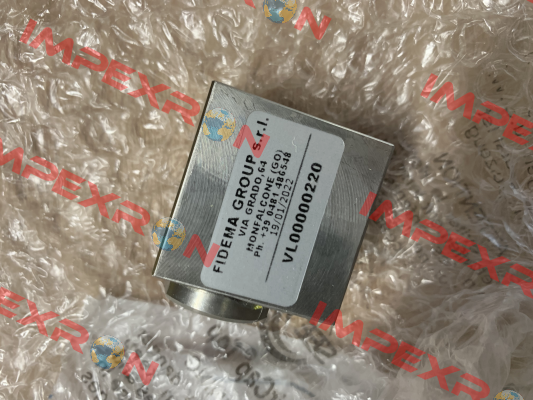 FIDEMA GROUP s.r.l.
VIA GRADO,64
MONFALCONE (GO)
Ph. +39 0481 486548
19/01/2022
VL00000220
IMPEXRON
IMPEXRON
IMPEXRON
IMPEXRON
IMPEXRON
IMPEXRON